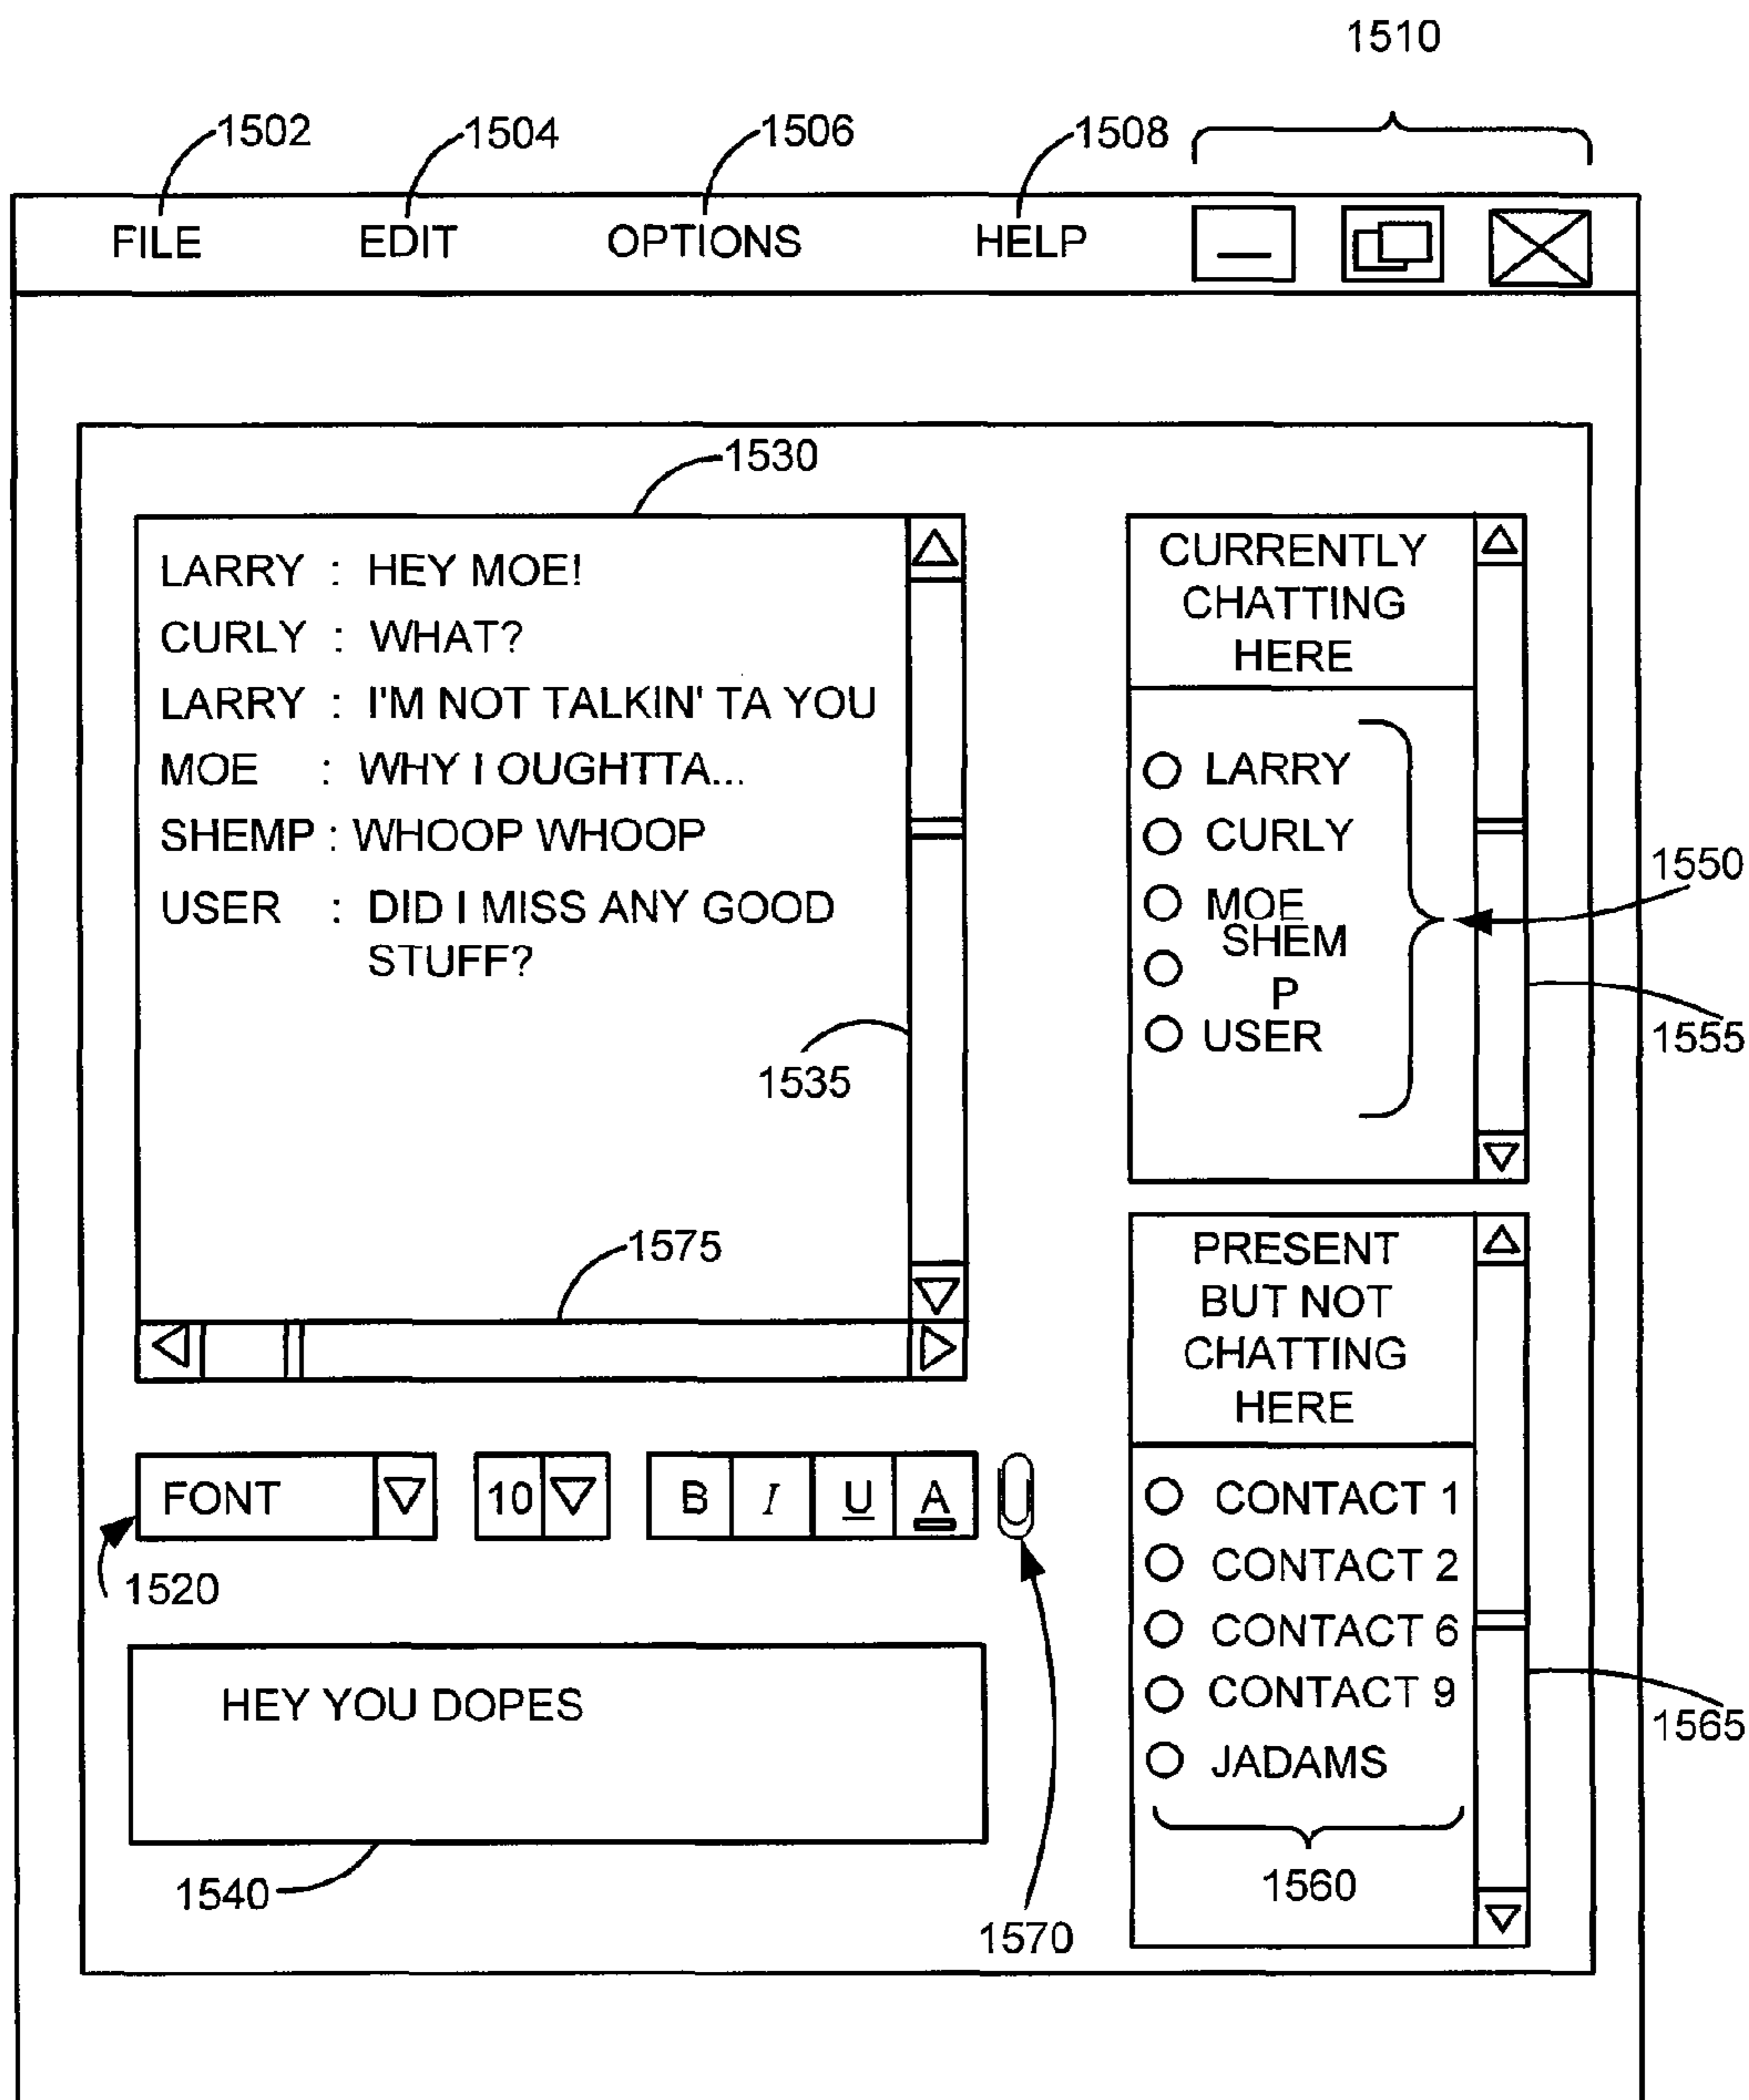 1510
1502 1504 1506 1508
FILE EDIT OPTIONS HELP
1530
LARRY : HEY MOE!
CURLY : WHAT?
LARRY : I'M NOT TALKIN' TA YOU
MOE : WHY I OUGHTTA...
SHEMP : WHOOP WHOOP
USER : DID I MISS ANY GOOD
STUFF?
1535
1575
CURRENTLY
CHATTING
HERE
LARRY
CURLY
MOE
SHEM
P
USER
1550
1555
PRESENT
BUT NOT
CHATTING
HERE
CONTACT 1
CONTACT 2
CONTACT 6
CONTACT 9
JADAMS
1560
1565
FONT 10 B I U A
1520
HEY YOU DOPES
1540
1570